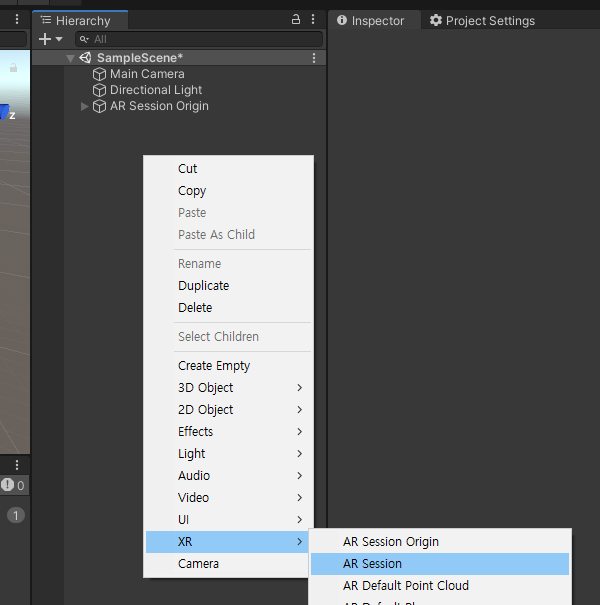 Hierarchy
Inspector
Project Settings
All
SampleScene*
Main Camera
Directional Light
AR Session Origin
z
Cut
Copy
Paste
Paste As Child
Rename
Duplicate
Delete
Select Children
Create Empty
3D Object
2D Object
Effects
Light
Audio
Video
UI
XR
Camera
0
1
AR Session Origin
AR Session
AR Default Point Cloud